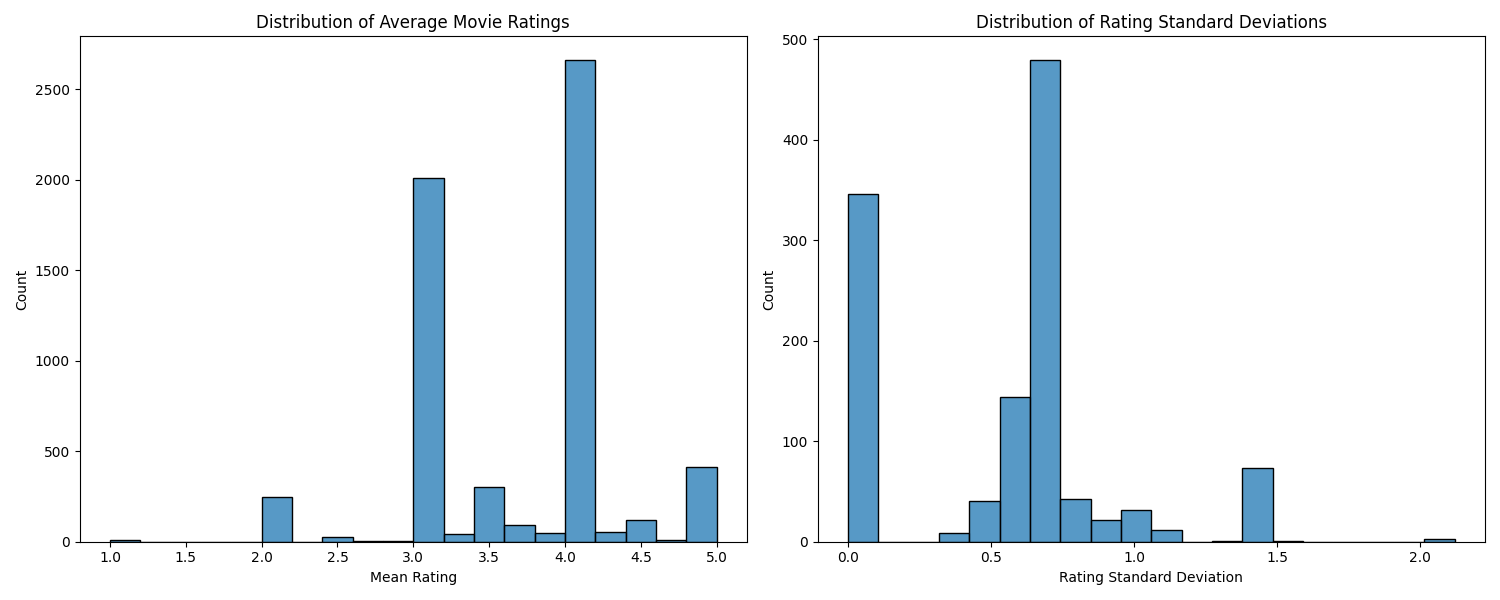 Distribution of Average Movie Ratings
Count
2500
2000
1500
1000
500
0
1.0 1.5 2.0 2.5 3.0 3.5 4.0 4.5 5.0
Mean Rating
Distribution of Rating Standard Deviations
Count
500
400
300
200
100
0
0.0 0.5 1.0 1.5 2.0
Rating Standard Deviation